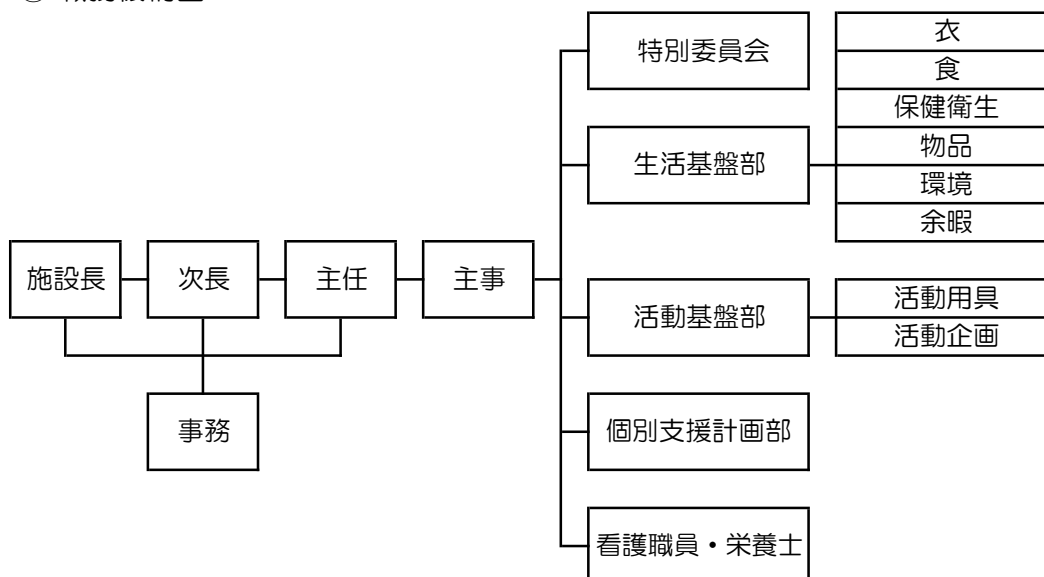 特別委員会
衣
食
保健衛生
生活基盤部
物品
環境
余暇
施設長
次長
主任
主事
活動基盤部
活動用具
活動企画
事務
個別支援計画部
看護職員・栄養士